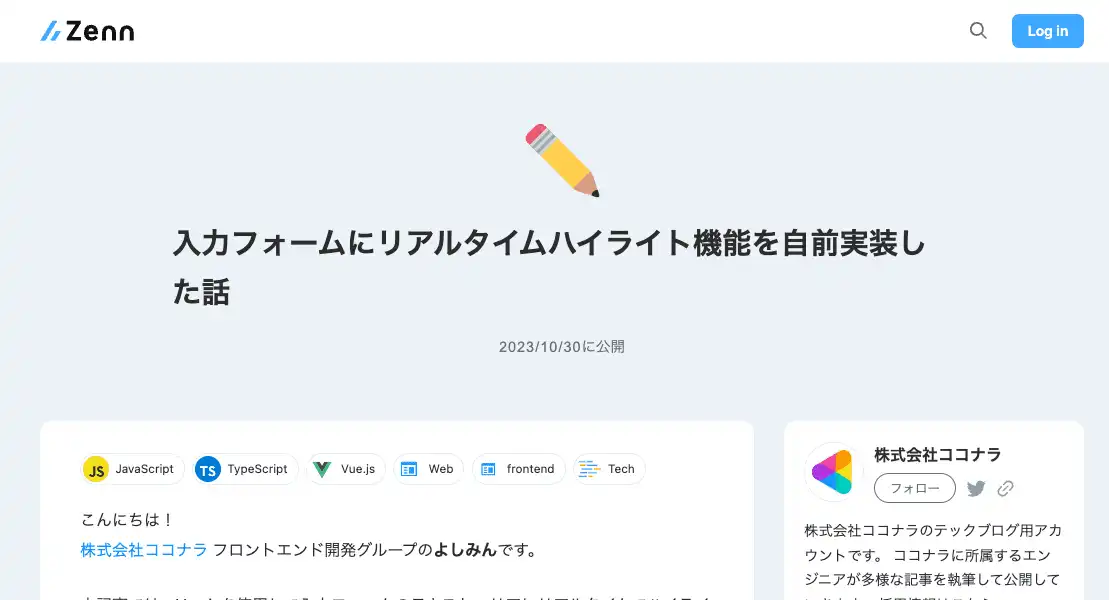 Zenn
Log in
入力フォームにリアルタイムハイライト機能を自前実装し
た話
2023/10/30に公開
JS JavaScript
TS TypeScript
Vue.js
Web
frontend
Tech
こんにちは！
株式会社ココナラ フロントエンド開発グループのよしみんです。
株式会社ココナラ
フォロー
株式会社ココナラのテックブログ用アカ
ウントです。 ココナラに所属するエン
ジニアが多様な記事を執筆して公開して